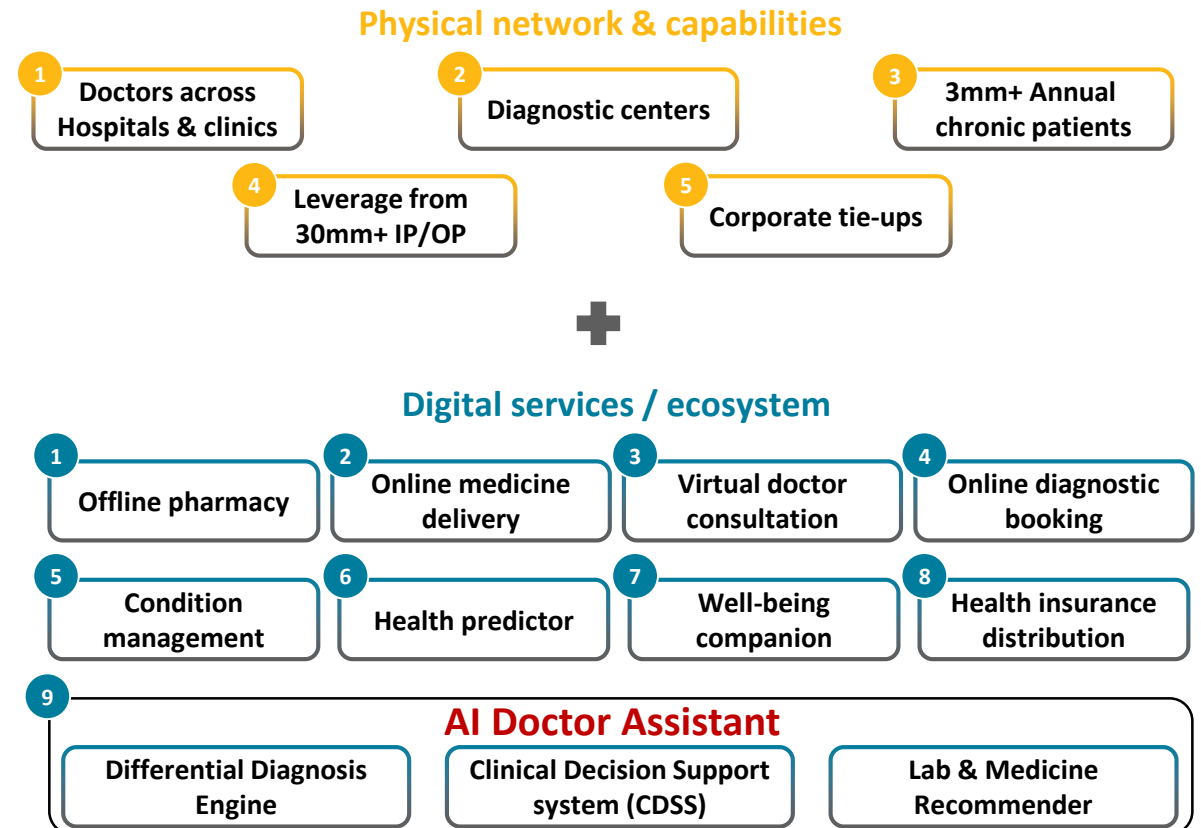 Physical network & capabilities
1
Doctors across
Hospitals & clinics
2
Diagnostic centers
3
3mm+ Annual
chronic patients
4
Leverage from
30mm+ IP/OP
5
Corporate tie-ups
Digital services / ecosystem
1
Offline pharmacy
2
Online medicine
delivery
3
Virtual doctor
consultation
4
Online diagnostic
booking
5
Condition
management
6
Health predictor
7
Well-being
companion
8
Health insurance
distribution
9
AI Doctor Assistant
Differential Diagnosis
Engine
Clinical Decision Support
system (CDSS)
Lab & Medicine
Recommender